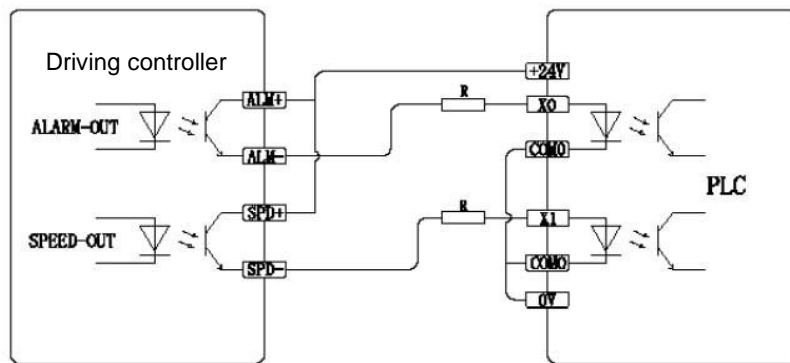 Driving controller
ALARM-OUT
ALM+
ALM-
SPEED-OUT
SPD+
SPD-
R
R
+24V
X0
COM0
PLC
X1
COM0
0V